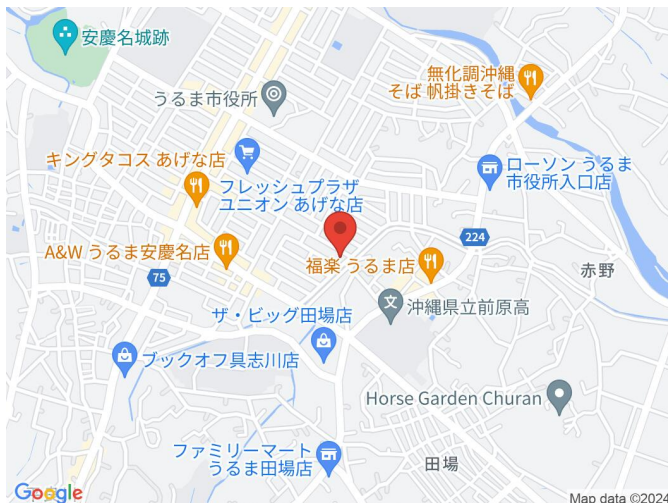 安慶名城跡
無化調沖縄
そば 帆掛きそば
うるま市役所
キングタコス あげな店
フレッシュプラザ
ユニオン あげな店
ローソン うるま
市役所入口店
224
A&W うるま安慶名店
福楽 うるま店
赤野
75
沖縄県立前原高
ザ・ビッグ田場店
ブックオフ具志川店
Horse Garden Churan
ファミリーマート
うるま田場店
田場
Google
Map data ©2024